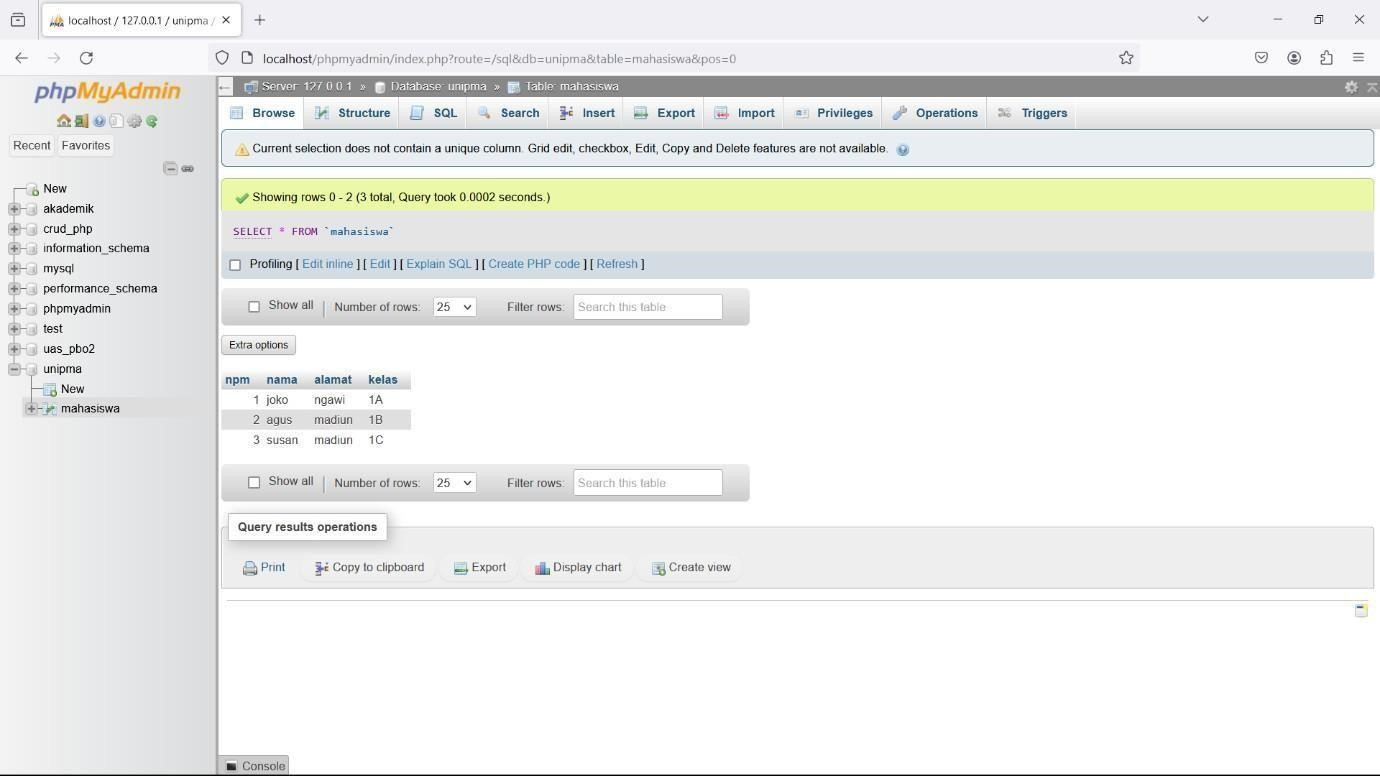 localhost / 127.0.0.1 / unipma /
localhost/phpmyadmin/index.php?route=/sql&db=unipma&table=mahasiswa&pos=0
phpMyAdmin
Recent Favorites
New
akademik
crud_php
information_schema
mysql
performance_schema
phpmyadmin
test
uas_pbo2
unipma
New
mahasiswa
Server: 127.0.0.1 » Database: unipma » Table: mahasiswa
Browse Structure SQL Search Insert Export Import Privileges Operations Triggers
Current selection does not contain a unique column. Grid edit, checkbox, Edit, Copy and Delete features are not available.
Showing rows 0 - 2 (3 total, Query took 0.0002 seconds.)
SELECT * FROM `mahasiswa`
Profiling [ Edit inline ] [ Edit ] [ Explain SQL ] [ Create PHP code ] [ Refresh ]
Show all | Number of rows: 25 Filter rows: Search this table
Extra options
npm nama alamat kelas
1 joko ngawi 1A
2 agus madiun 1B
3 susan madiun 1C
Show all | Number of rows: 25 Filter rows: Search this table
Query results operations
Print Copy to clipboard Export Display chart Create view
Console